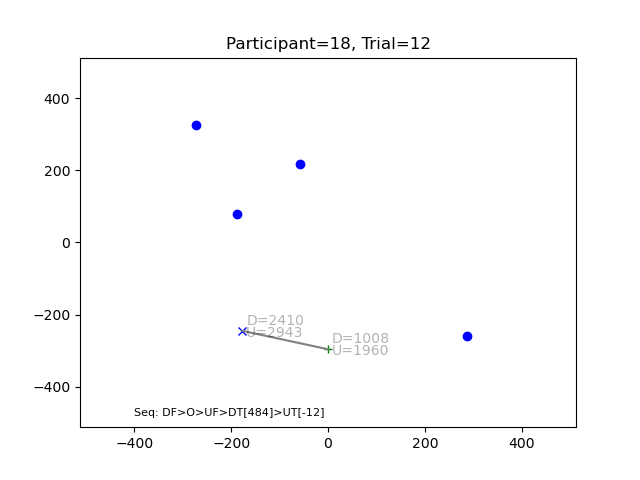 Participant=18, Trial=12
400
200
0
−200
−400
D=2410
U=2943
D=1008
U=1960
Seq: DF>O>UF>DT[484]>UT[-12]
−400 −200 0 200 400